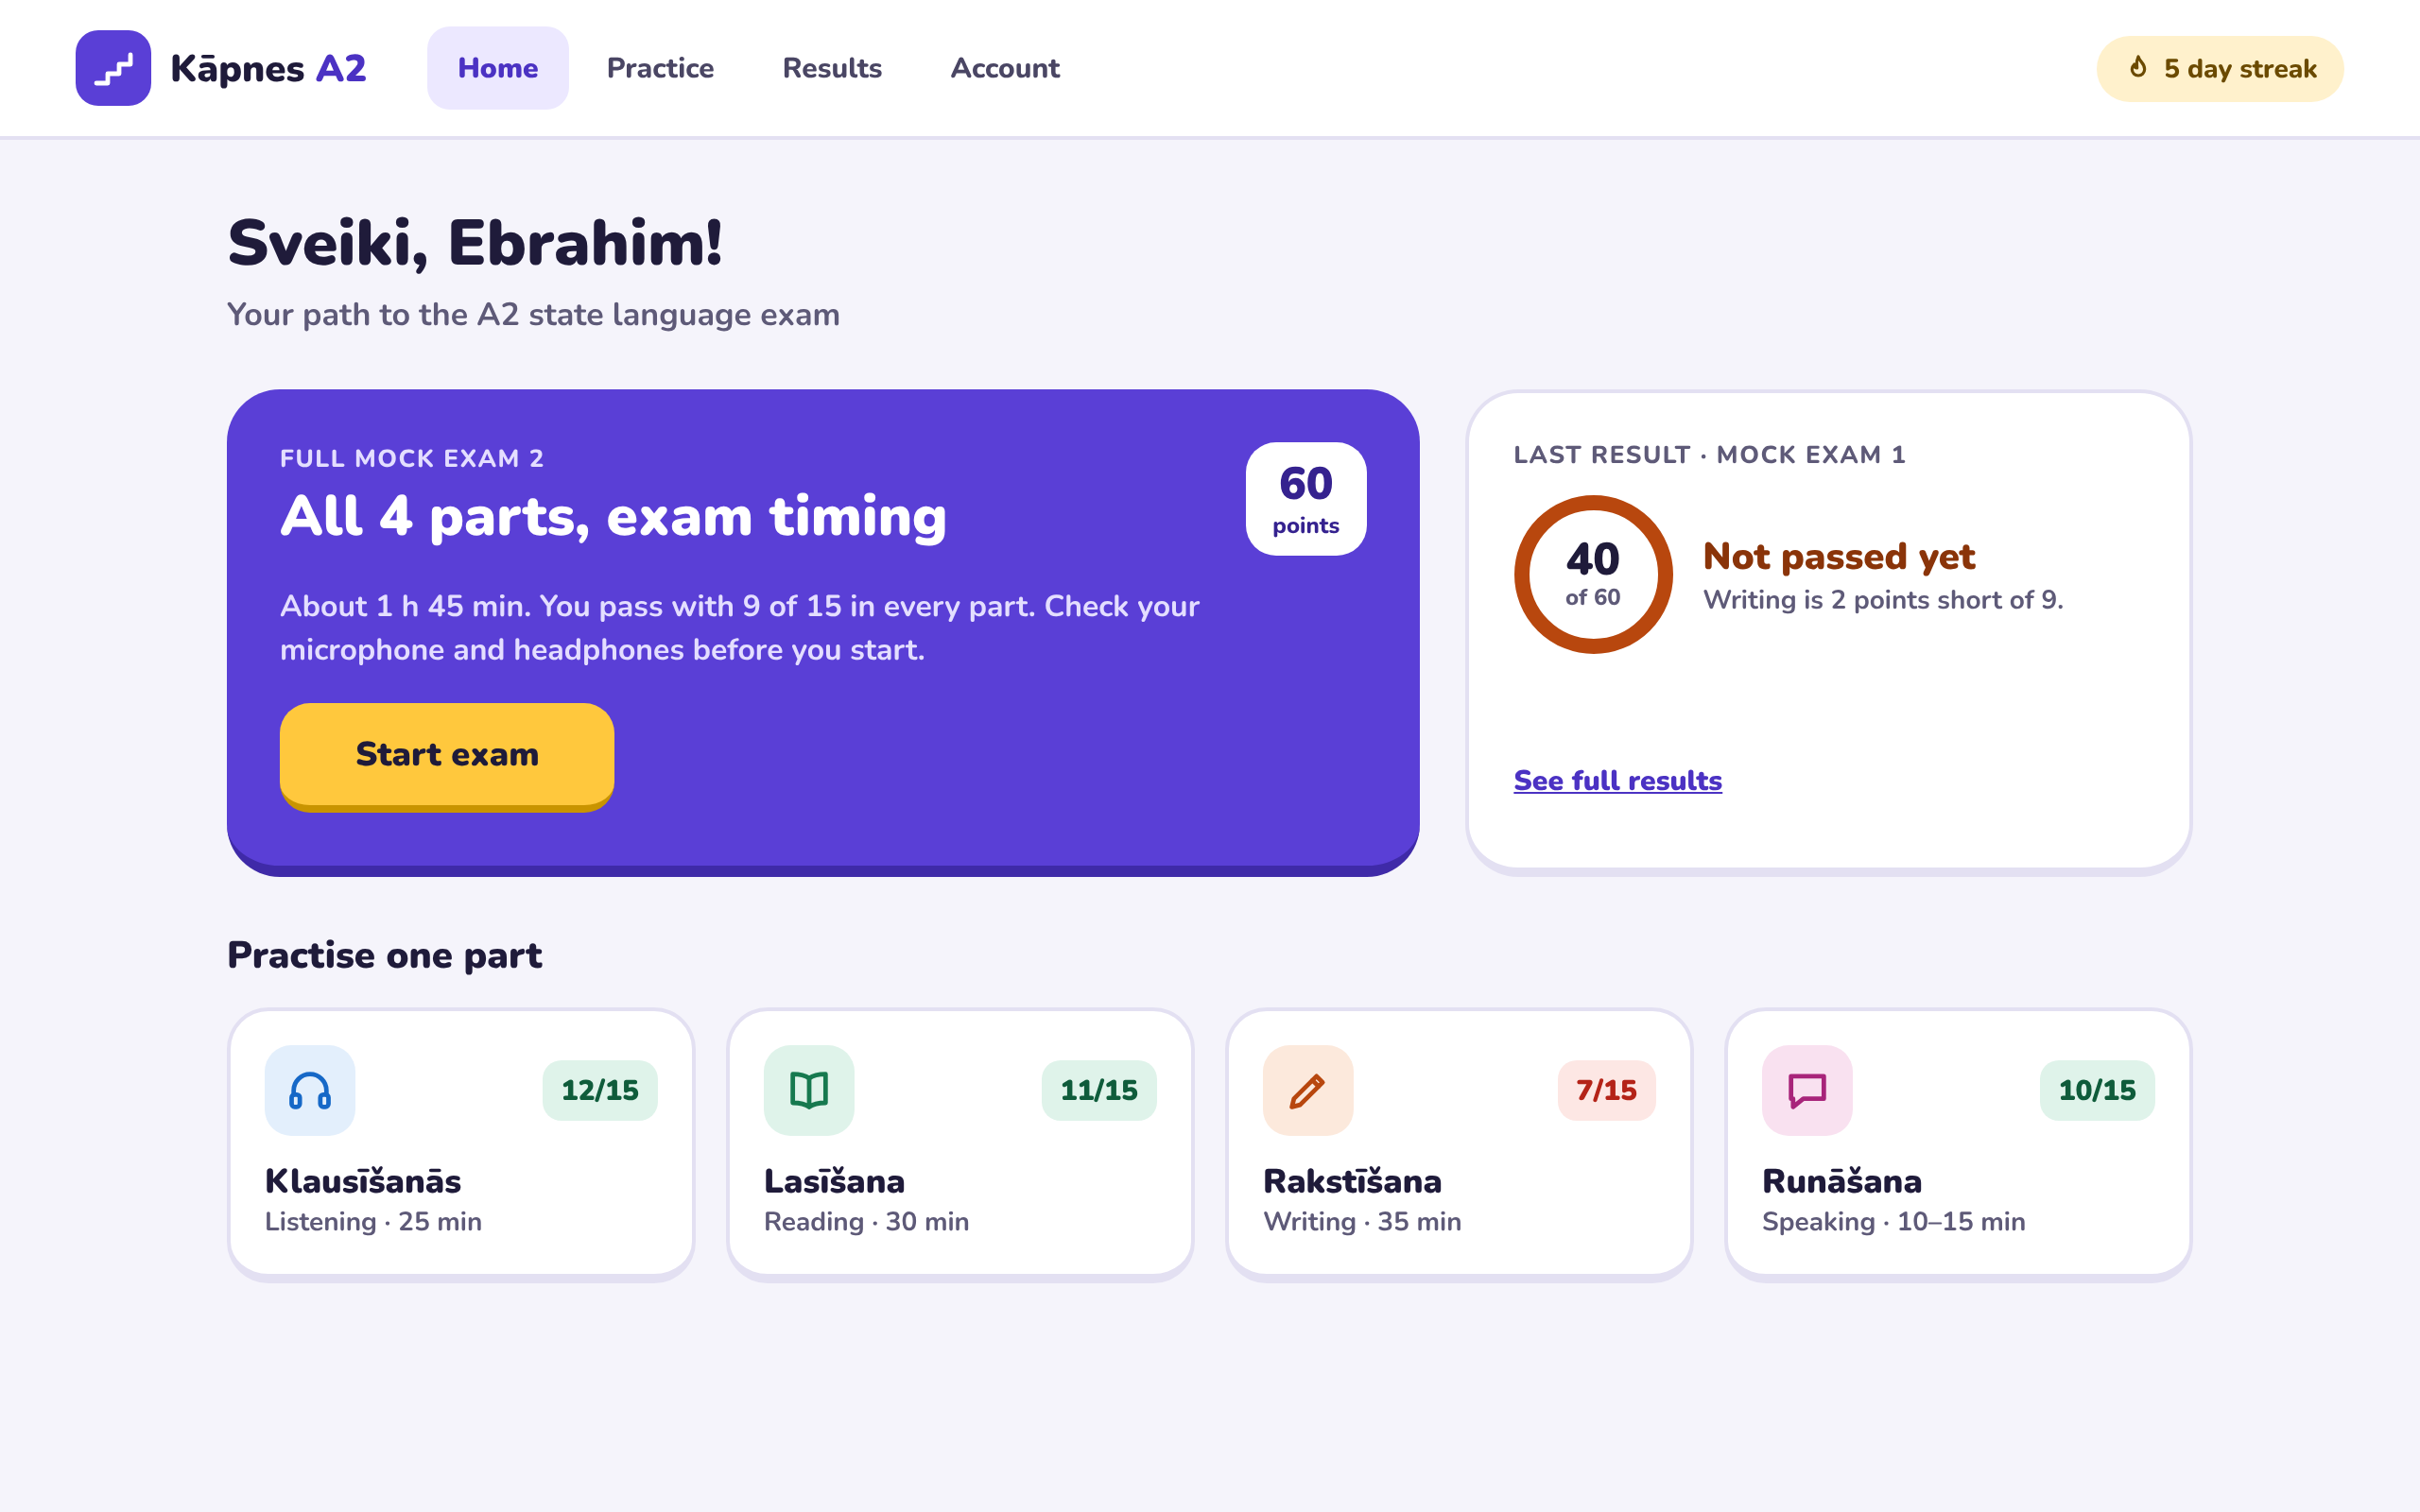 Kāpnes A2
Home
Practice
Results
Account
5 day streak
Sveiki, Ebrahim!
Your path to the A2 state language exam
FULL MOCK EXAM 2
All 4 parts, exam timing
60
points
About 1 h 45 min. You pass with 9 of 15 in every part. Check your
microphone and headphones before you start.
Start exam
LAST RESULT · MOCK EXAM 1
40
of 60
Not passed yet
Writing is 2 points short of 9.
See full results
Practise one part
12/15
Klausīšanās
Listening · 25 min
11/15
Lasīšana
Reading · 30 min
7/15
Rakstīšana
Writing · 35 min
10/15
Runāšana
Speaking · 10–15 min